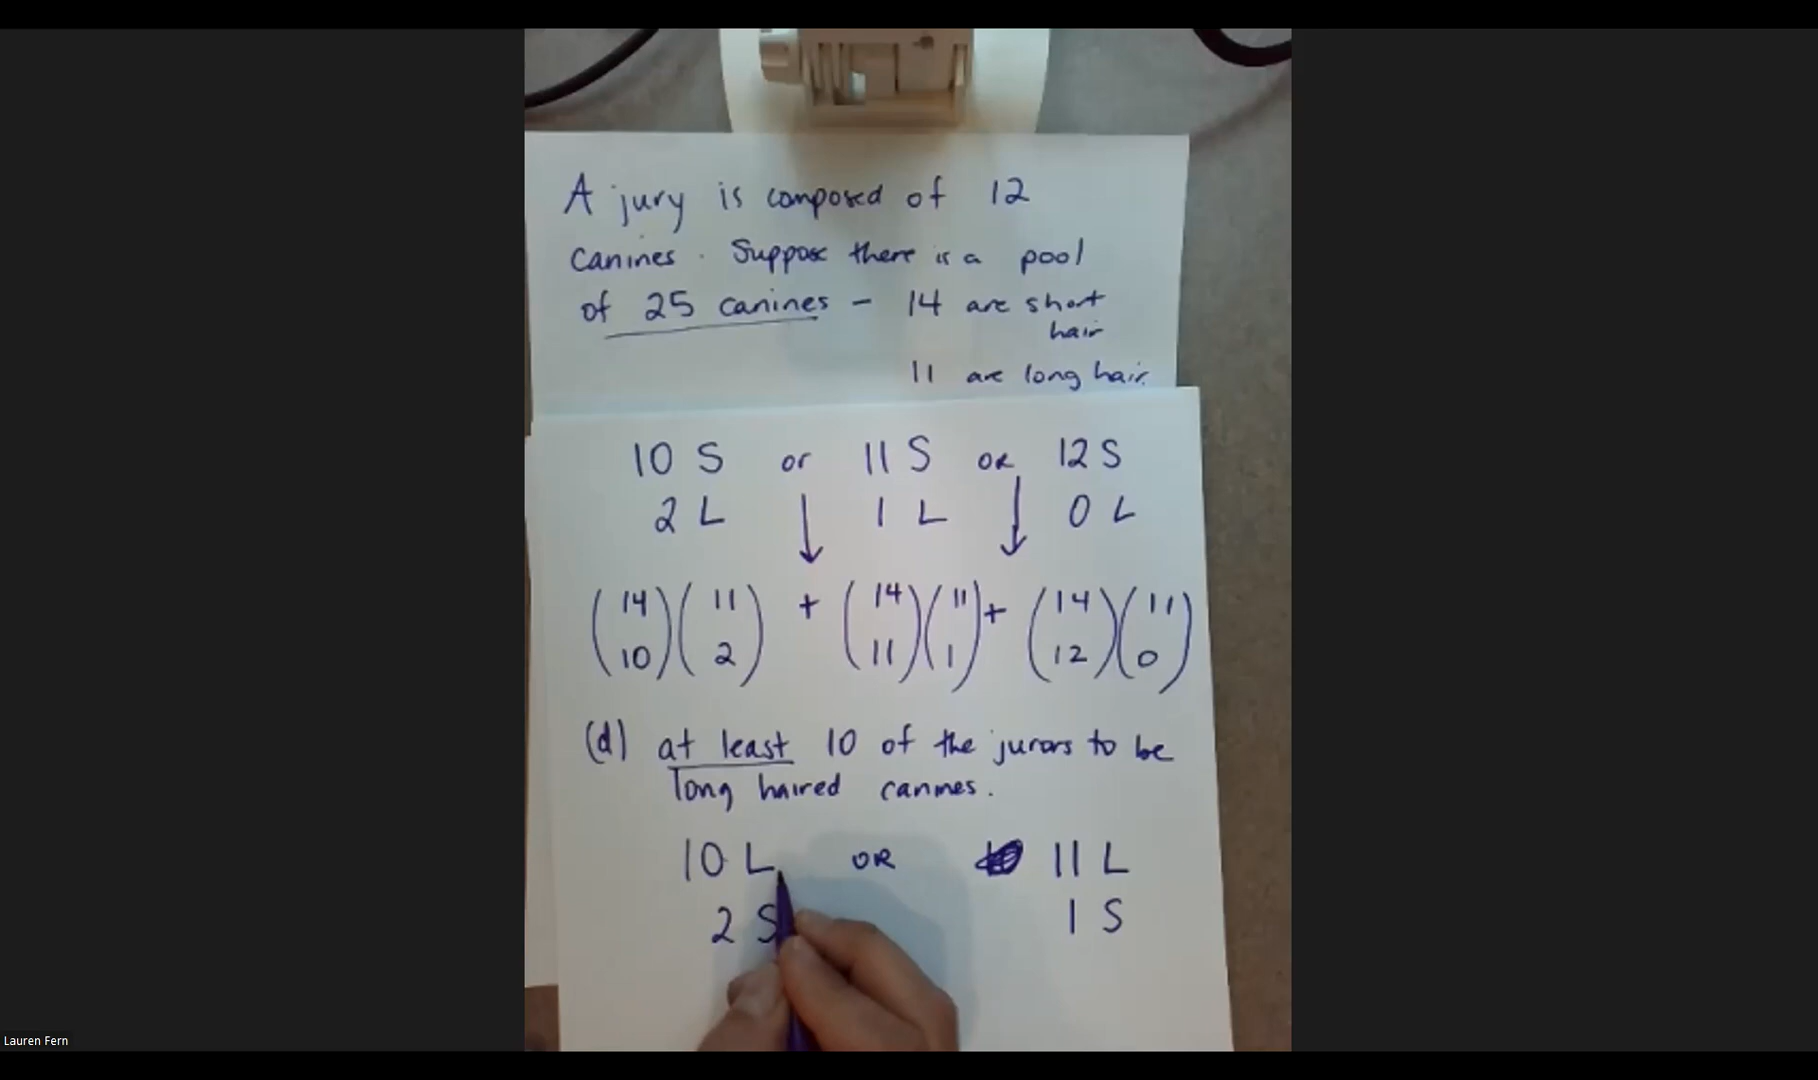 A jury is composed of 12
canines. Suppose there is a pool
of 25 canines - 14 are short
hair
11 are long hair.
10 S or 11 S OR 12 S
2 L 1 L 0 L
(14 10)(11 2) + (14 11)(11 1) + (14 12)(11 0)
(d) at least 10 of the jurors to be
long haired canines.
10 L OR 11 L
2 S 1 S
Lauren Fern